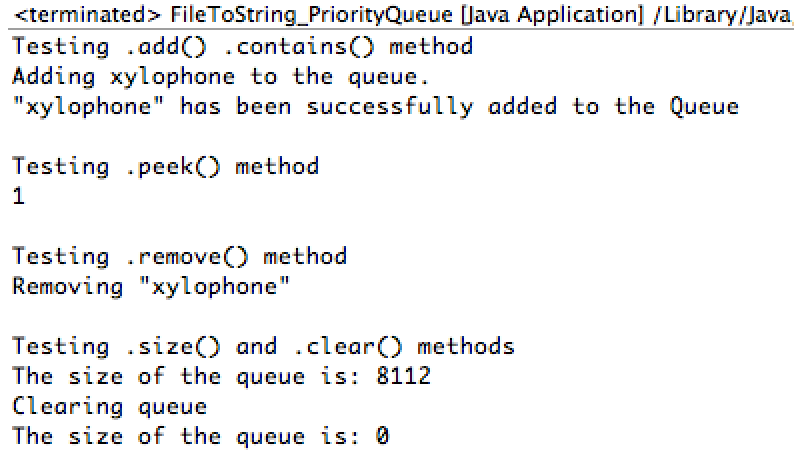 <terminated> FileToString_PriorityQueue [Java Application] /Library/Java
Testing .add() .contains() method
Adding xylophone to the queue.
"xylophone" has been successfully added to the Queue
Testing .peek() method
1
Testing .remove() method
Removing "xylophone"
Testing .size() and .clear() methods
The size of the queue is: 8112
Clearing queue
The size of the queue is: 0